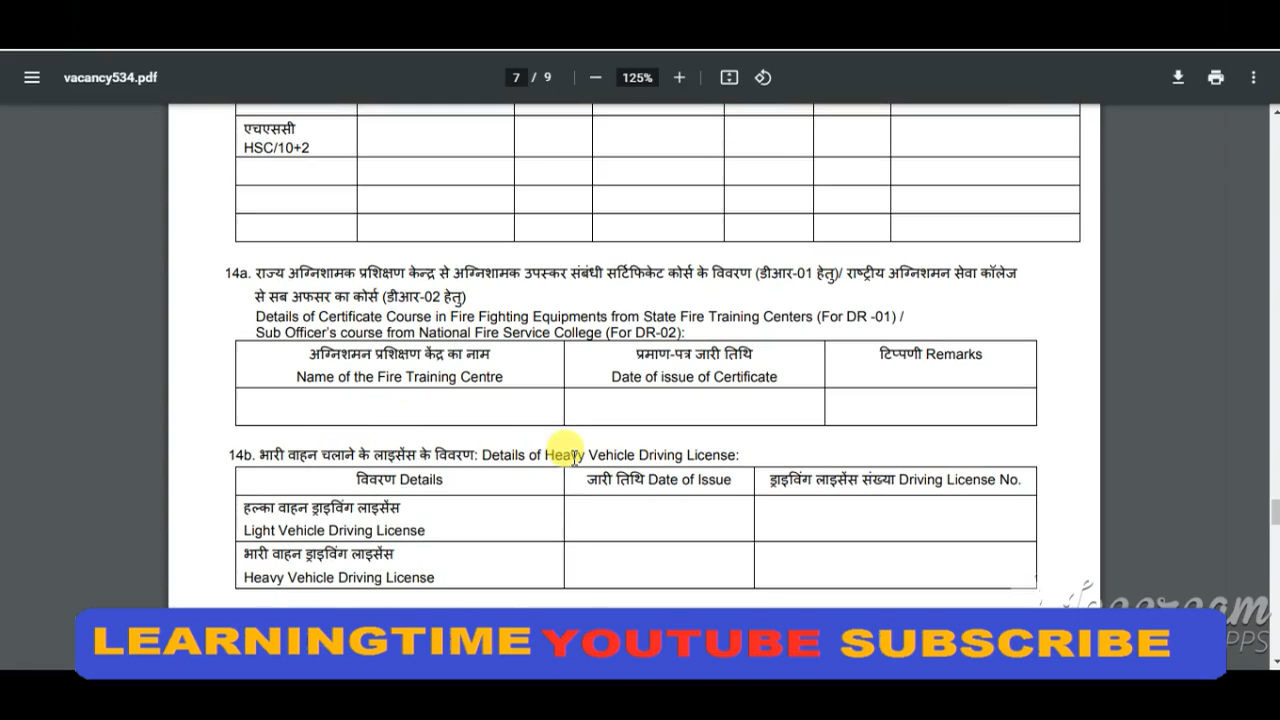 vacancy534.pdf
7 / 9
125%
एचएससी
HSC/10+2
14a. राज्य अग्निशामक प्रशिक्षण केन्द्र से अग्निशामक उपस्कर संबंधी सर्टिफिकेट कोर्स के विवरण (डीआर-01 हेतु)/ राष्ट्रीय अग्निशमन सेवा कॉलेज
से सब अफसर का कोर्स (डीआर-02 हेतु)
Details of Certificate Course in Fire Fighting Equipments from State Fire Training Centers (For DR -01) /
Sub Officer's course from National Fire Service College (For DR-02):
अग्निशमन प्रशिक्षण केंद्र का नाम
Name of the Fire Training Centre
प्रमाण-पत्र जारी तिथि
Date of issue of Certificate
टिप्पणी Remarks
14b. भारी वाहन चलाने के लाइसेंस के विवरण: Details of Heavy Vehicle Driving License:
विवरण Details
जारी तिथि Date of Issue
ड्राइविंग लाइसेंस संख्या Driving License No.
हल्का वाहन ड्राइविंग लाइसेंस
Light Vehicle Driving License
भारी वाहन ड्राइविंग लाइसेंस
Heavy Vehicle Driving License
LEARNINGTIME YOUTUBE SUBSCRIBE